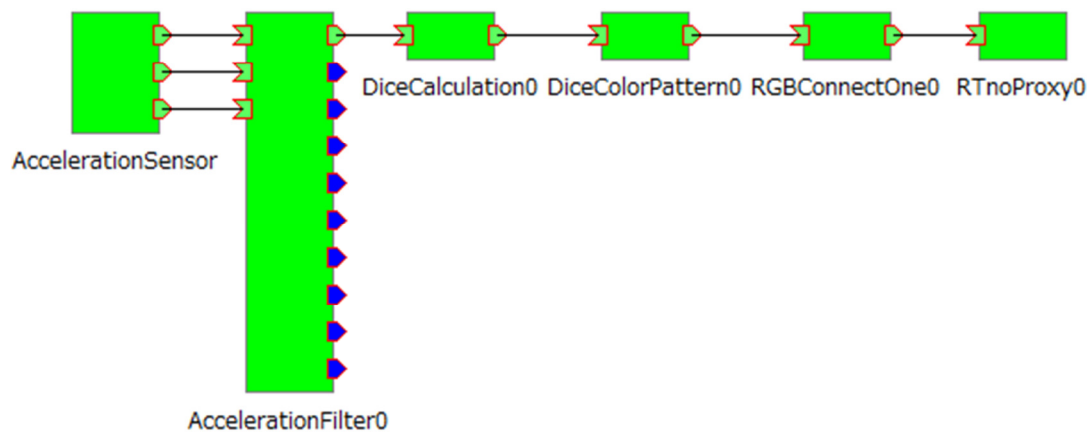 DiceCalculation0
DiceColorPattern0
RGBConnectOne0
RTnoProxy0
AccelerationSensor
AccelerationFilter0